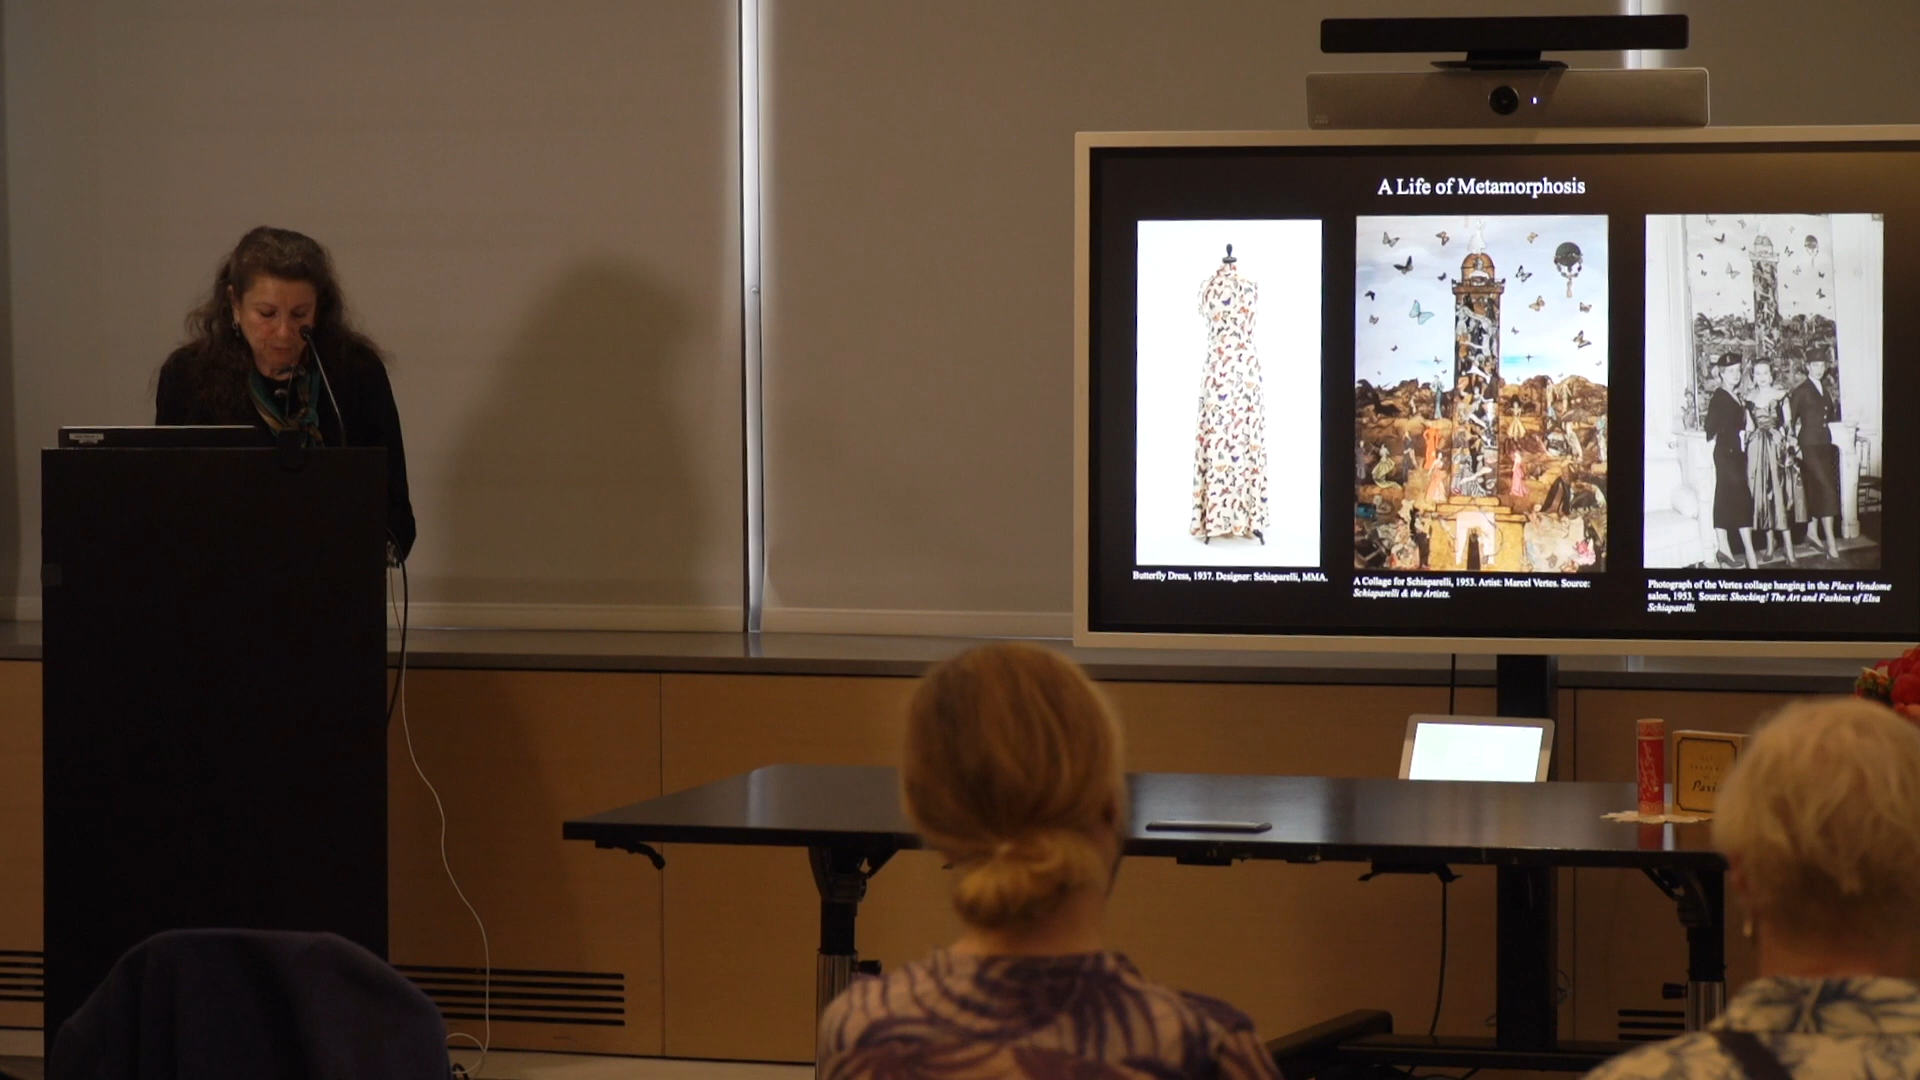 A Life of Metamorphosis
Butterfly Dress, 1937. Designer: Schiaparelli, MMA.
A Collage for Schiaparelli, 1953. Artist: Marcel Vertes. Source:
Schiaparelli & the Artists.
Photograph of the Vertes collage hanging in the Place Vendome
salon, 1953. Source: Shocking! The Art and Fashion of Elsa
Schiaparelli.